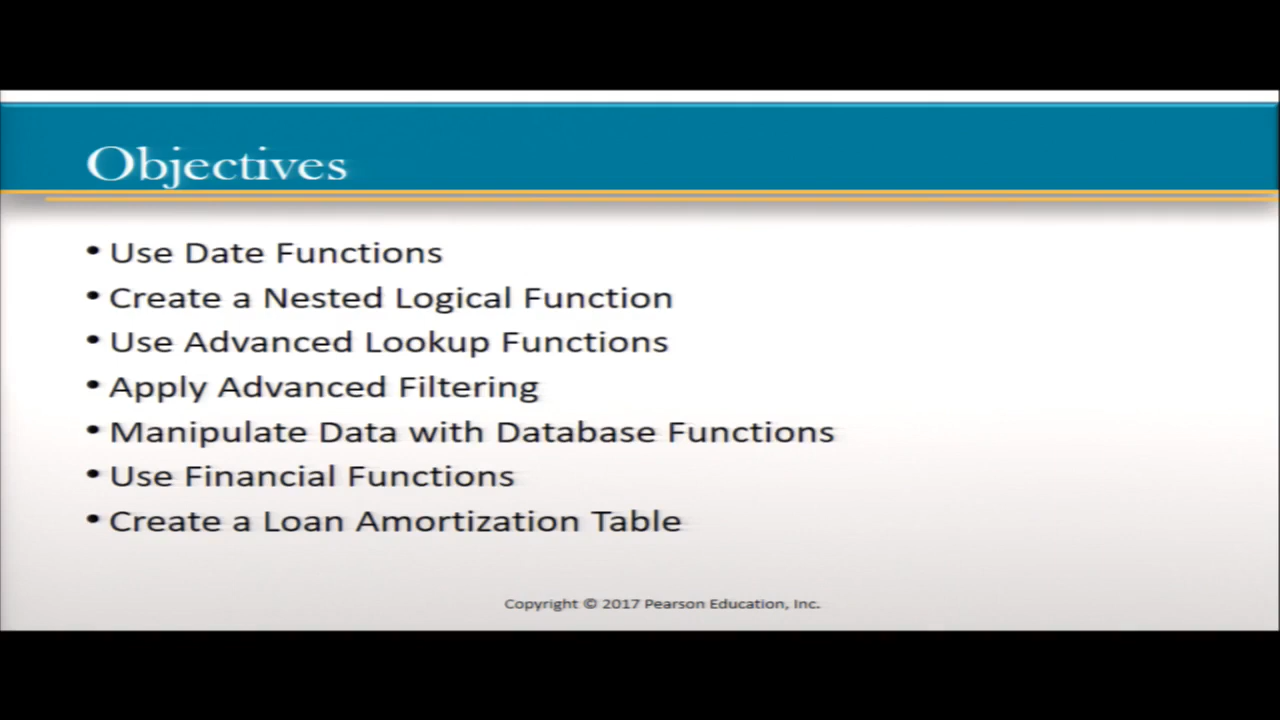 Objectives
• Use Date Functions
• Create a Nested Logical Function
• Use Advanced Lookup Functions
• Apply Advanced Filtering
• Manipulate Data with Database Functions
• Use Financial Functions
• Create a Loan Amortization Table
Copyright © 2017 Pearson Education, Inc.